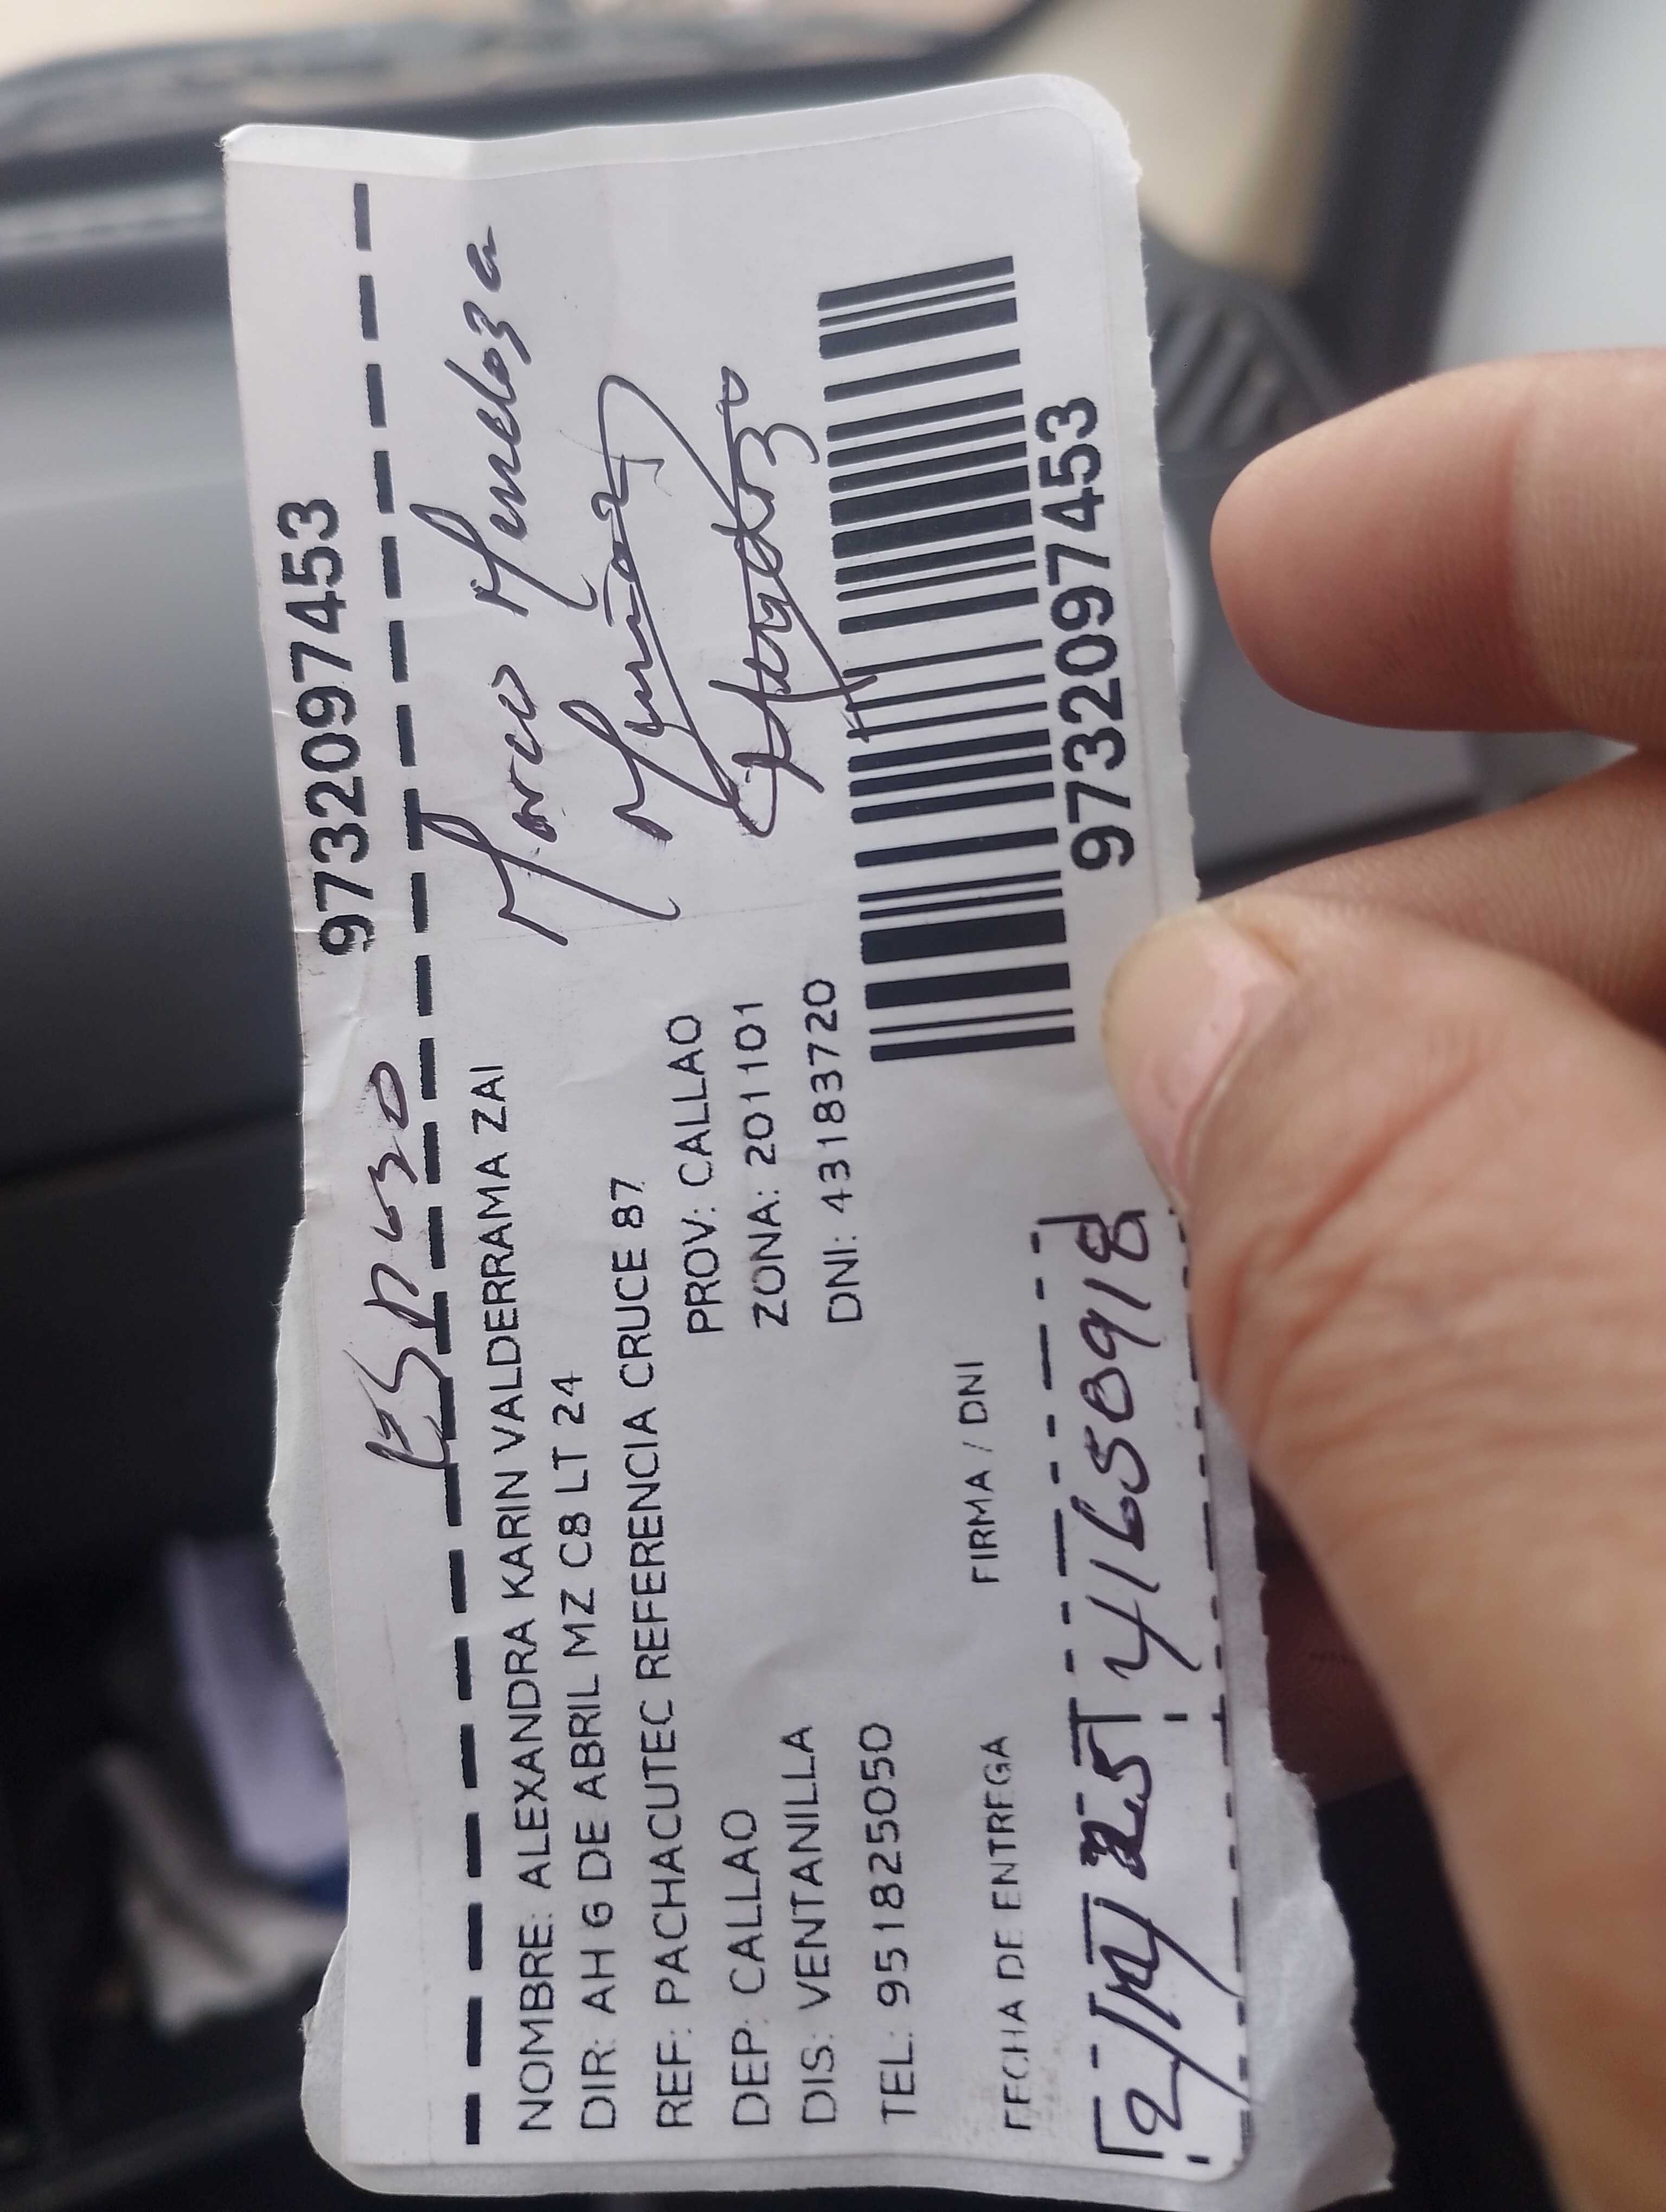 9732097453
Esposo
Marco Mendoza
NOMBRE: ALEXANDRA KARIN VALDERRAMA ZAI
DIR: AH 6 DE ABRIL MZ C8 LT 24
REF: PACHACUTEC REFERENCIA CRUCE 87
DEP: CALLAO PROV: CALLAO
DIS: VENTANILLA ZONA: 201101
TEL: 951825050 DNI: 43183720
9732097453
FECHA DE ENTREGA FIRMA / DNI
41658918